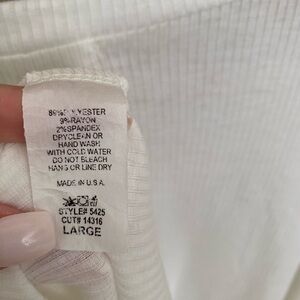 9%RAYON
2%SPANDEX
DRYCLEAN OR
HAND WASH
WITH COLD WATER
DO NOT BLEACH
HANG OR LINE DRY
MADE IN U.S.A.
STYLE# 5425
CUT# 14316
LARGE